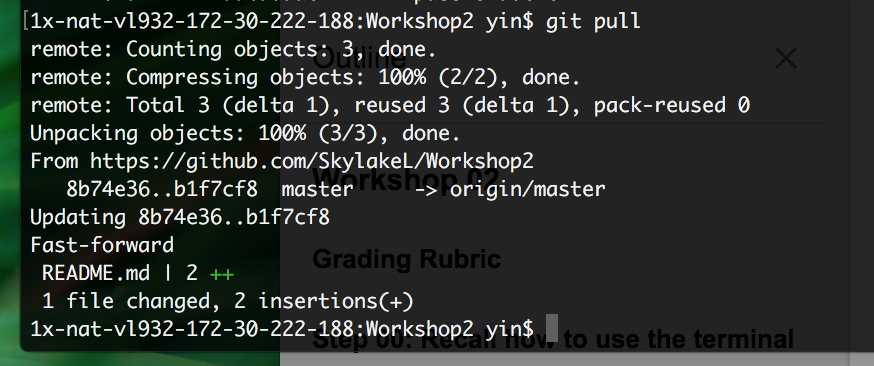 [1x-nat-vl932-172-30-222-188:Workshop2 yin$ git pull
remote: Counting objects: 3, done.
remote: Compressing objects: 100% (2/2), done.
remote: Total 3 (delta 1), reused 3 (delta 1), pack-reused 0
Unpacking objects: 100% (3/3), done.
From https://github.com/SkylakeL/Workshop2
   8b74e36..b1f7cf8  master     -> origin/master
Updating 8b74e36..b1f7cf8
Fast-forward
 README.md | 2 ++
 1 file changed, 2 insertions(+)
1x-nat-vl932-172-30-222-188:Workshop2 yin$
Outline
Workshop 02
Grading Rubric
Step 00: Recall how to use the terminal